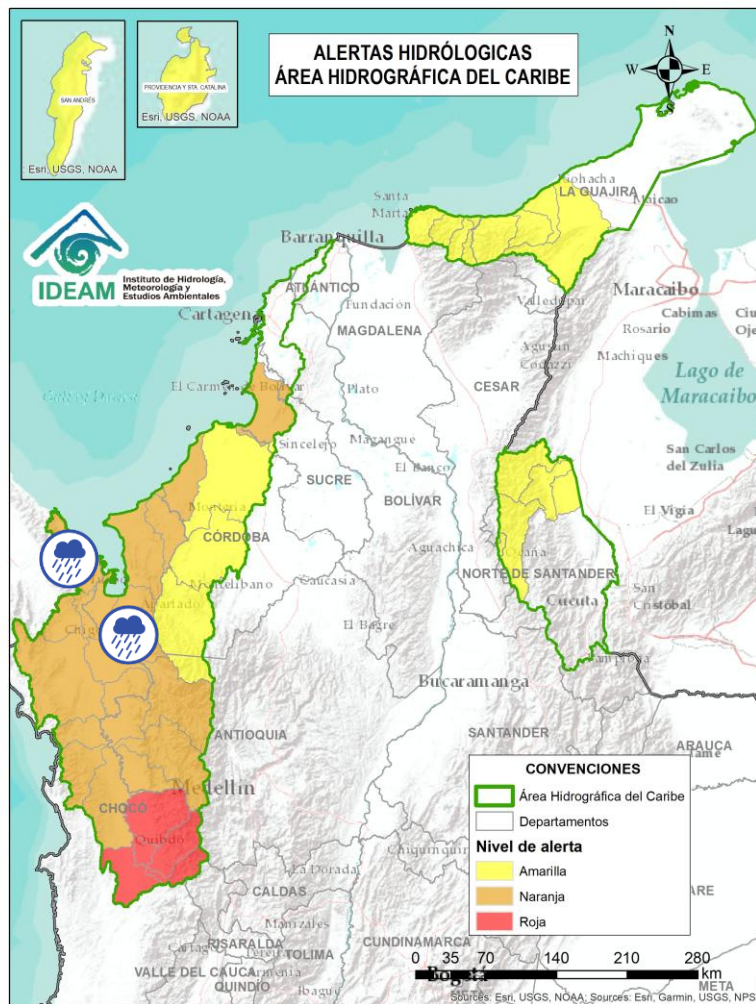 ALERTAS HIDRÓLOGICAS
ÁREA HIDROGRÁFICA DEL CARIBE
N
W
E
S
SAN ANDRÉS
Esri, USGS, NOAA
PROVIDENCIA Y STA. CATALINA
Esri, USGS, NOAA
IDEAM
Instituto de Hidrología,
Meteorología y
Estudios Ambientales
LA GUAJIRA
Maicao
Santa
Marta
Barranquilla
ATLÁNTICO
Fundación
Cartagena
MAGDALENA
Valledupar
Maracaibo
Cabimas
Rosario
Machiques
Agustín
Codazzi
CESAR
Lago de
Maracaibo
El Carmen de Bolívar
Plato
Sincelejo
Magangue
El Banco
SUCRE
BOLÍVAR
San Carlos
del Zulia
El Vigía
Montería
CÓRDOBA
Aguachica
Ocaña
NORTE DE SANTANDER
Cúcuta
San
Cristóbal
Montelíbano
Caucasia
Apartadó
El Bagre
Pamplona
Bucaramanga
ANTIOQUIA
SANTANDER
ARAUCA
Medellín
CHOCÓ
Quibdó
La Dorada
Chiquinquirá
CALDAS
Manizales
RISARALDA
TOLIMA
CUNDINAMARCA
VALLE DEL CAUCA
Armenia
QUINDÍO
Ibagué
Bogotá
META
CONVENCIONES
Área Hidrográfica del Caribe
Departamentos
Nivel de alerta
Amarilla
Naranja
Roja
0 35 70 140 210 280
km
Sources: Esri, USGS, NOAA; Sources: Esri, Garmin, USGS, NPS